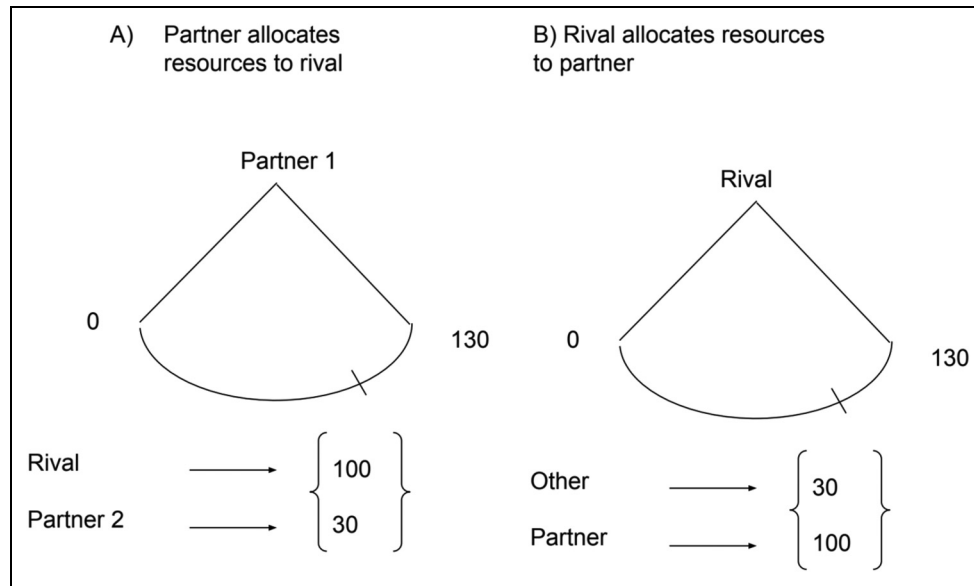 A) Partner allocates
resources to rival
Partner 1
0
130
Rival 100
Partner 2 30
B) Rival allocates resources
to partner
Rival
0
130
Other 30
Partner 100